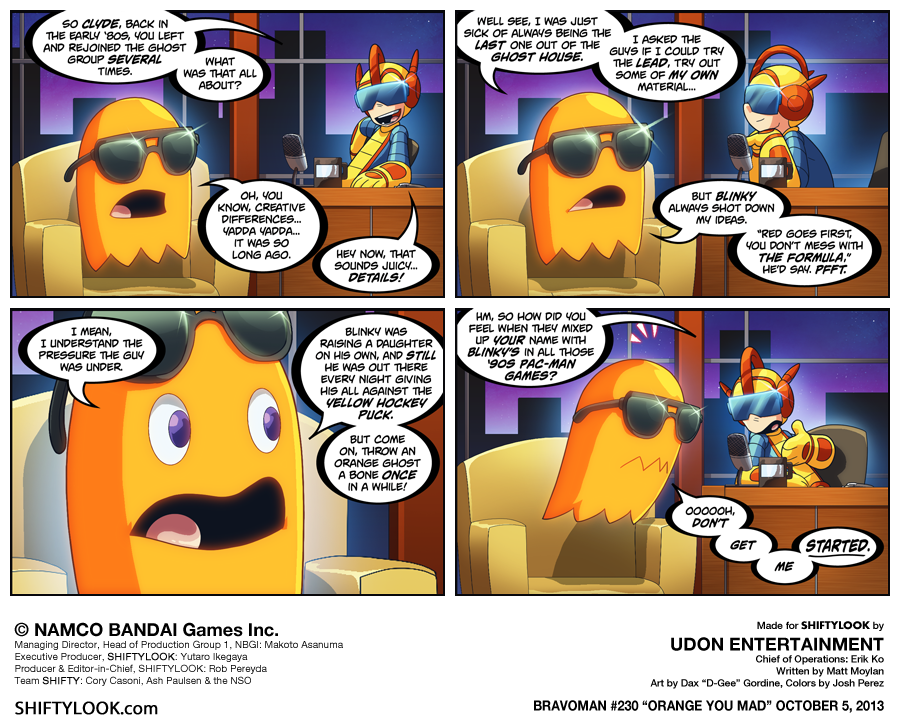 SO CLYDE, BACK IN
THE EARLY '80S, YOU LEFT
AND REJOINED THE GHOST
GROUP SEVERAL
TIMES.
WHAT
WAS THAT ALL
ABOUT?
OH, YOU
KNOW, CREATIVE
DIFFERENCES...
YADDA YADDA...
IT WAS SO
LONG AGO.
HEY NOW, THAT
SOUNDS JUICY...
DETAILS!
WELL SEE, I WAS JUST
SICK OF ALWAYS BEING THE
LAST ONE OUT OF THE
GHOST HOUSE.
I ASKED THE
GUYS IF I COULD TRY
THE LEAD, TRY OUT
SOME OF MY OWN
MATERIAL...
BUT BLINKY
ALWAYS SHOT DOWN
MY IDEAS.
"RED GOES FIRST,
YOU DON'T MESS WITH
THE FORMULA,"
HE'D SAY. PFFT.
I MEAN,
I UNDERSTAND THE
PRESSURE THE GUY
WAS UNDER.
BLINKY WAS
RAISING A DAUGHTER
ON HIS OWN, AND STILL
HE WAS OUT THERE
EVERY NIGHT GIVING
HIS ALL AGAINST THE
YELLOW HOCKEY
PUCK.
BUT COME
ON, THROW AN
ORANGE GHOST
A BONE ONCE
IN A WHILE!
HM, SO HOW DID YOU
FEEL WHEN THEY MIXED
UP YOUR NAME WITH
BLINKY'S IN ALL THOSE
'90S PAC-MAN
GAMES?
OOOOOH,
DON'T
GET
ME
STARTED.
© NAMCO BANDAI Games Inc.
Managing Director, Head of Production Group 1, NBGI: Makoto Asanuma
Executive Producer, SHIFTYLOOK: Yutaro Ikegaya
Producer & Editor-in-Chief, SHIFTYLOOK: Rob Pereyda
Team SHIFTY: Cory Casoni, Ash Paulsen & the NSO
SHIFTYLOOK.com
Made for SHIFTYLOOK by
UDON ENTERTAINMENT
Chief of Operations: Erik Ko
Written by Matt Moylan
Art by Dax "D-Gee" Gordine, Colors by Josh Perez
BRAVOMAN #230 "ORANGE YOU MAD" OCTOBER 5, 2013